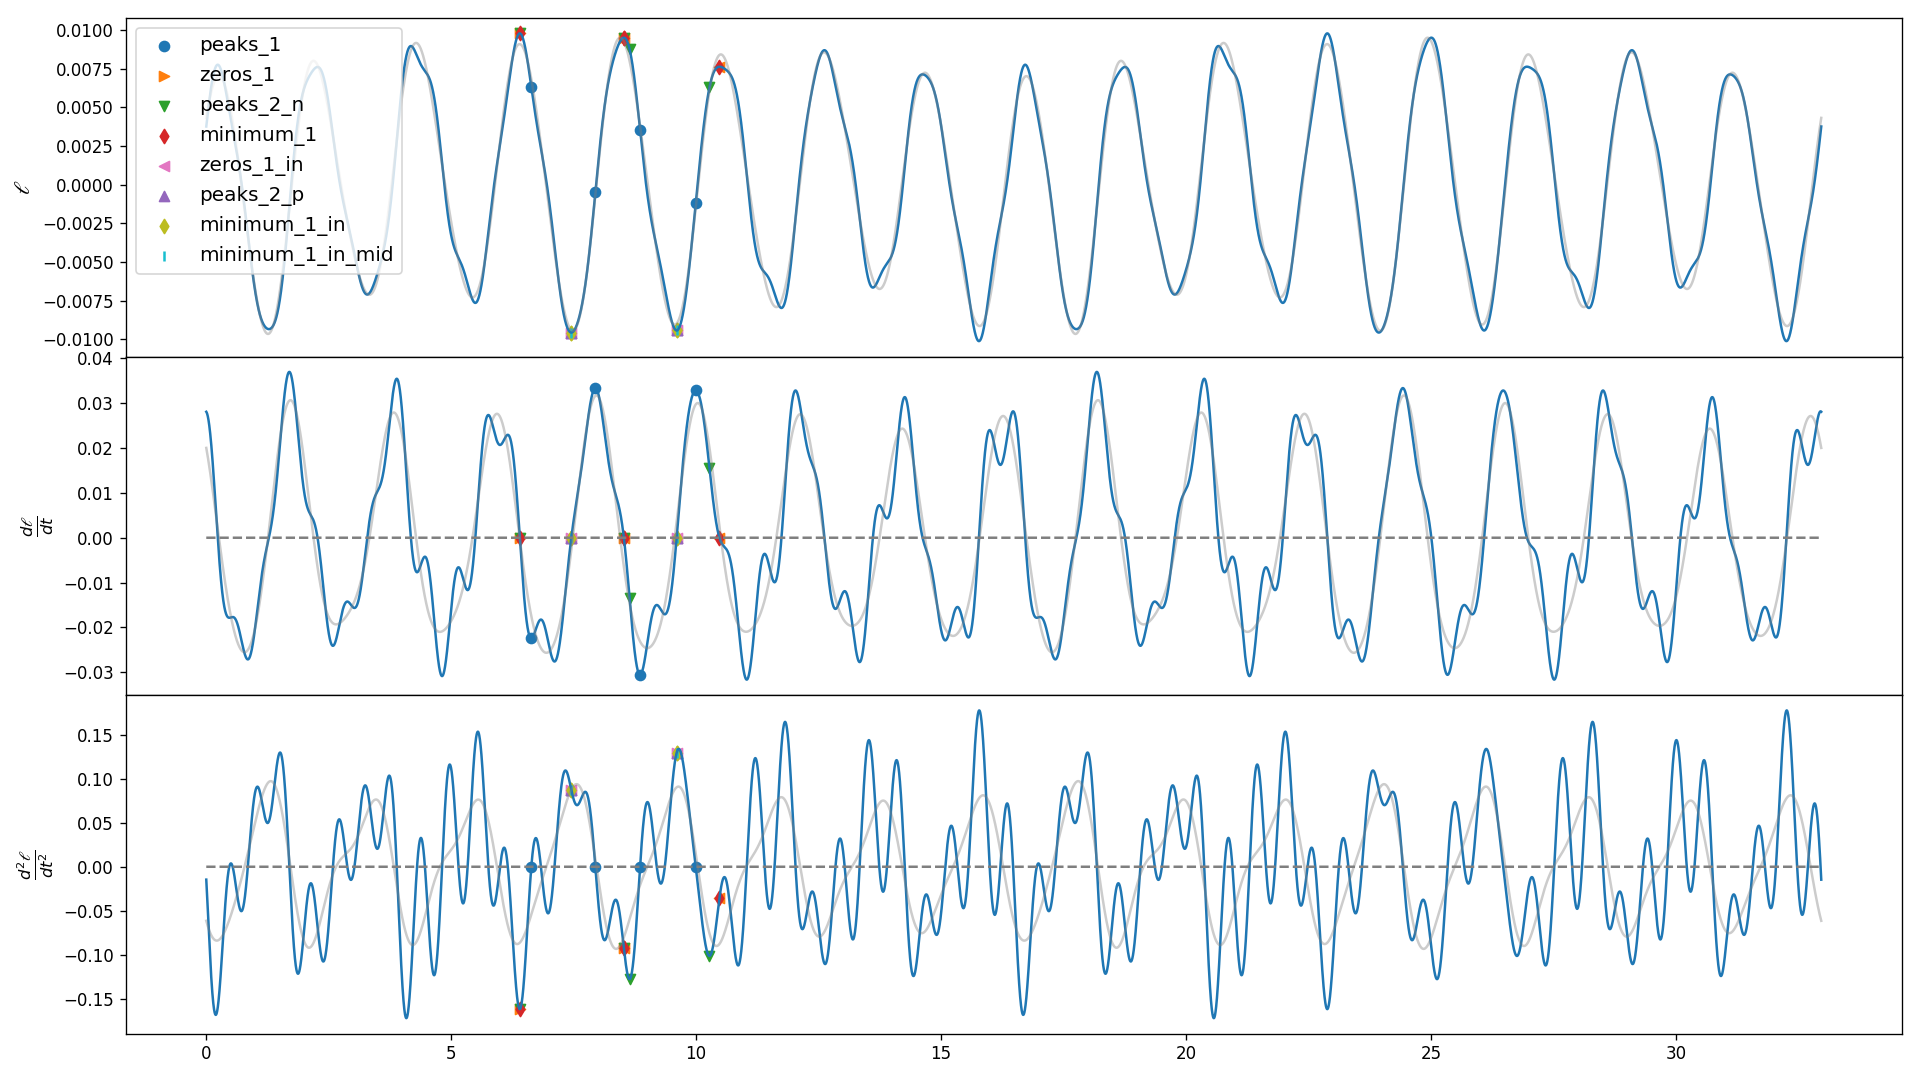 0.0100
0.0075
0.0050
0.0025
0.0000
−0.0025
−0.0050
−0.0075
−0.0100
ℓ
peaks_1
zeros_1
peaks_2_n
minimum_1
zeros_1_in
peaks_2_p
minimum_1_in
minimum_1_in_mid
0.04
0.03
0.02
0.01
0.00
−0.01
−0.02
−0.03
dℓ/dt
0.15
0.10
0.05
0.00
−0.05
−0.10
−0.15
d²ℓ/dt²
0 5 10 15 20 25 30